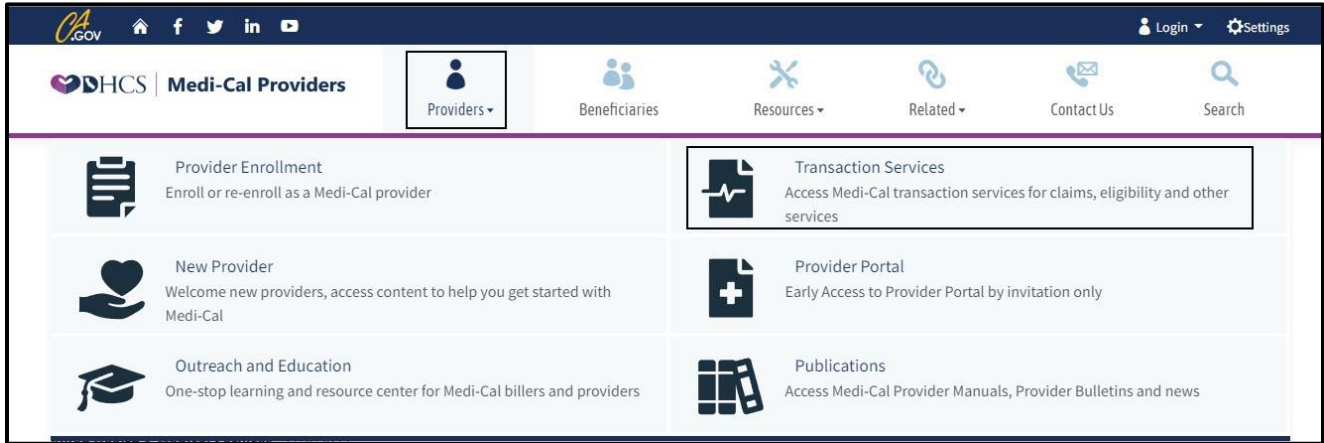 CA.GOV f in Login Settings
DHCS Medi-Cal Providers
Providers Beneficiaries Resources Related Contact Us Search
Provider Enrollment
Enroll or re-enroll as a Medi-Cal provider
Transaction Services
Access Medi-Cal transaction services for claims, eligibility and other
services
New Provider
Welcome new providers, access content to help you get started with
Medi-Cal
Provider Portal
Early Access to Provider Portal by invitation only
Outreach and Education
One-stop learning and resource center for Medi-Cal billers and providers
Publications
Access Medi-Cal Provider Manuals, Provider Bulletins and news